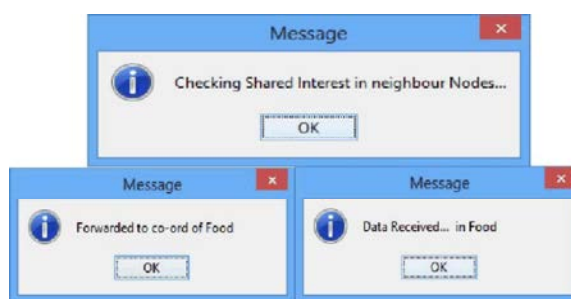 Message
Checking Shared Interest in neighbour Nodes...
OK
Message
Forwarded to co-ord of Food
OK
Message
Data Received... in Food
OK